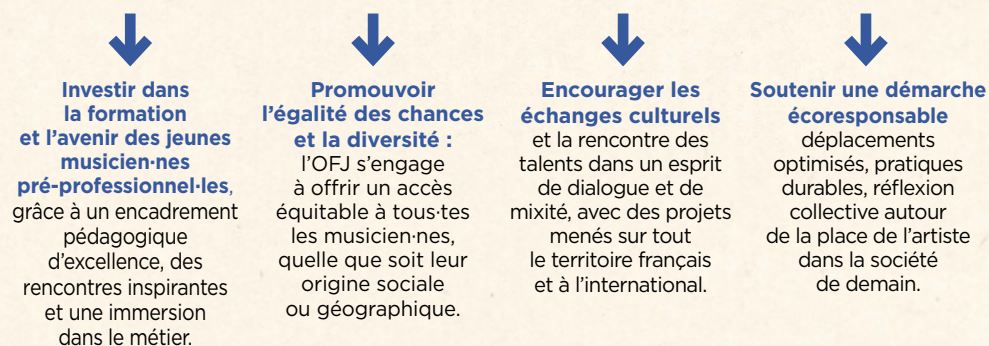 Investir dans
la formation
et l’avenir des jeunes
musicien·nes
pré-professionnel·les,
grâce à un encadrement
pédagogique
d’excellence, des
rencontres inspirantes
et une immersion
dans le métier.
Promouvoir
l’égalité des chances
et la diversité :
l’OFJ s’engage
à offrir un accès
équitable à tous·tes
les musicien·nes,
quelle que soit leur
origine sociale
ou géographique.
Encourager les
échanges culturels
et la rencontre des
talents dans un esprit
de dialogue et de
mixité, avec des projets
menés sur tout
le territoire français
et à l’international.
Soutenir une démarche
écoresponsable
déplacements
optimisés, pratiques
durables, réflexion
collective autour
de la place de l’artiste
dans la société
de demain.